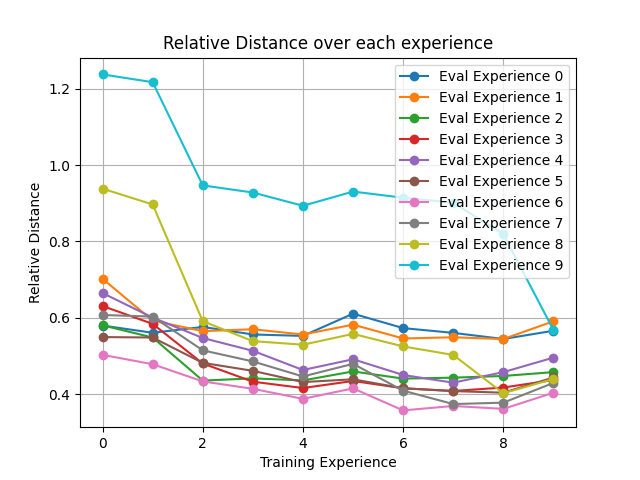 Relative Distance over each experience
Eval Experience 0
Eval Experience 1
Eval Experience 2
Eval Experience 3
Eval Experience 4
Eval Experience 5
Eval Experience 6
Eval Experience 7
Eval Experience 8
Eval Experience 9
Relative Distance
1.2
1.0
0.8
0.6
0.4
0 2 4 6 8
Training Experience